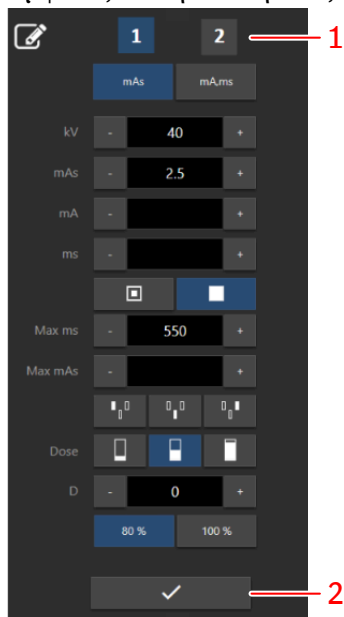 1 2 1
mAs mA,ms
kV - 40 +
mAs - 2.5 +
mA - +
ms - +
Max ms - 550 +
Max mAs - +
Dose
D - 0 +
80 % 100 %
2